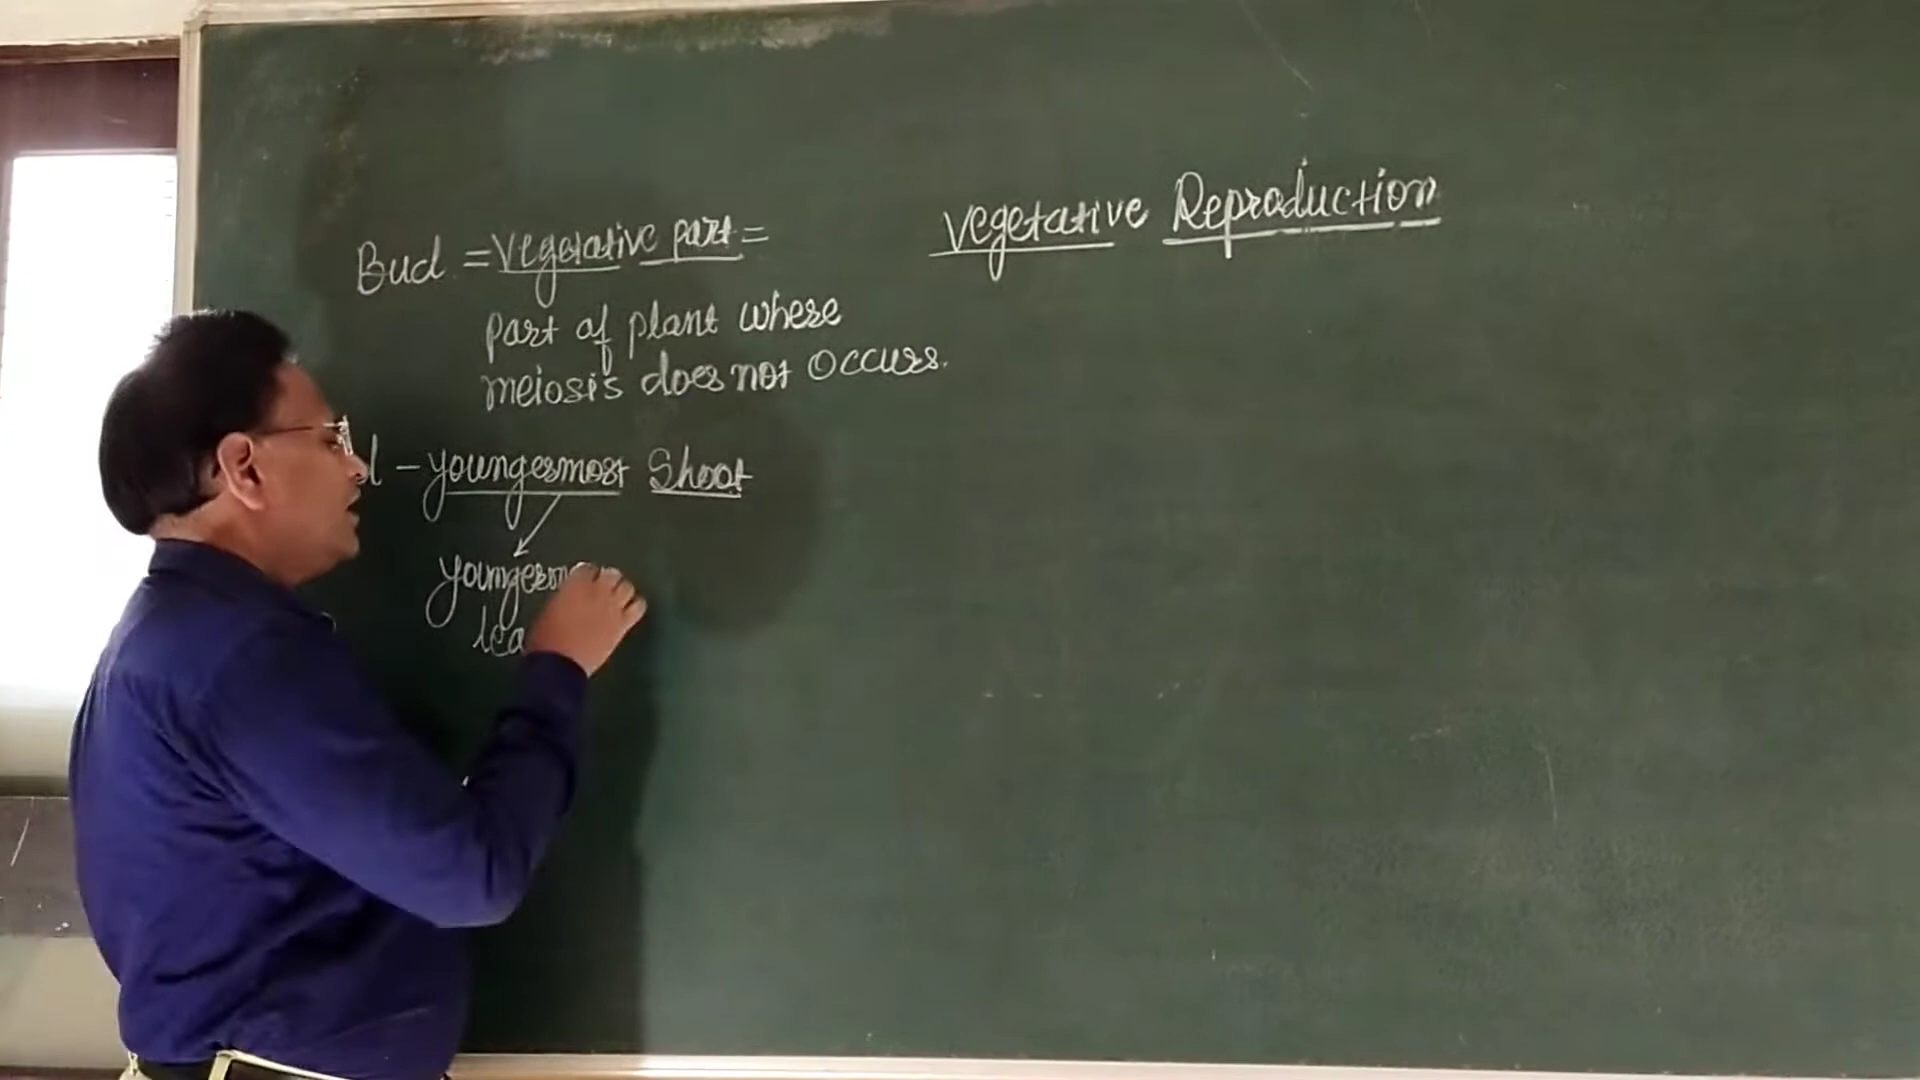 Vegetative Reproduction
Bud = Vegetative part =
part of plant where
meiosis does not occurs.
- youngesmost Shoot